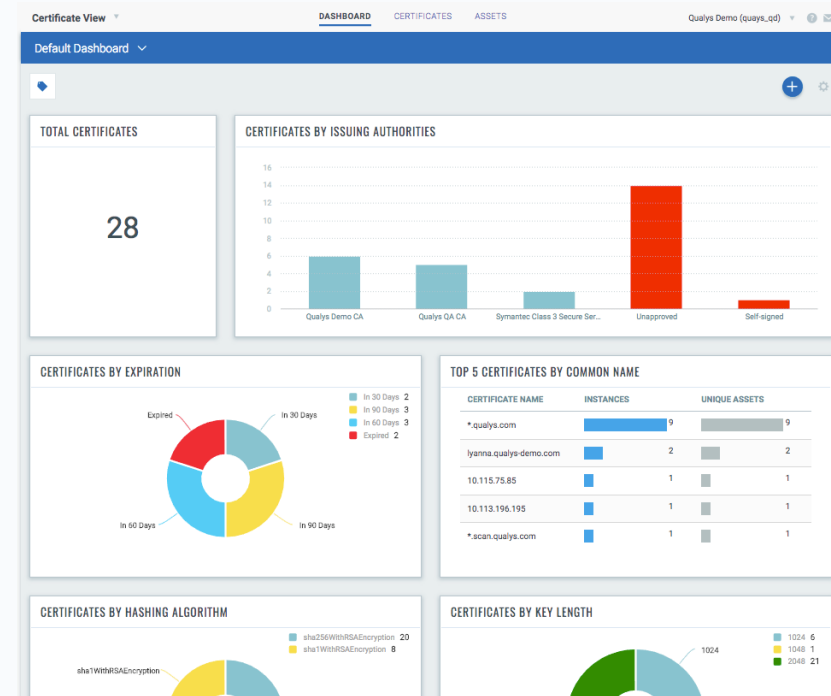 Certificate View
DASHBOARD CERTIFICATES ASSETS
Qualys Demo (quays_qd)
Default Dashboard
TOTAL CERTIFICATES
28
CERTIFICATES BY ISSUING AUTHORITIES
16
14
12
10
8
6
4
2
0
Qualys Demo CA Qualys QA CA Symantec Class 3 Secure Ser... Unapproved Self-signed
CERTIFICATES BY EXPIRATION
In 30 Days 2
In 90 Days 3
In 60 Days 3
Expired 2
Expired In 30 Days
In 60 Days In 90 Days
TOP 5 CERTIFICATES BY COMMON NAME
CERTIFICATE NAME INSTANCES UNIQUE ASSETS
*.qualys.com 9 9
lyanna.qualys-demo.com 2 2
10.115.75.85 1 1
10.113.196.195 1 1
*.scan.qualys.com 1 1
CERTIFICATES BY HASHING ALGORITHM
sha256WithRSAEncryption 20
sha1WithRSAEncryption 8
sha1WithRSAEncryption
CERTIFICATES BY KEY LENGTH
1024 6
1048 1
2048 21
1024